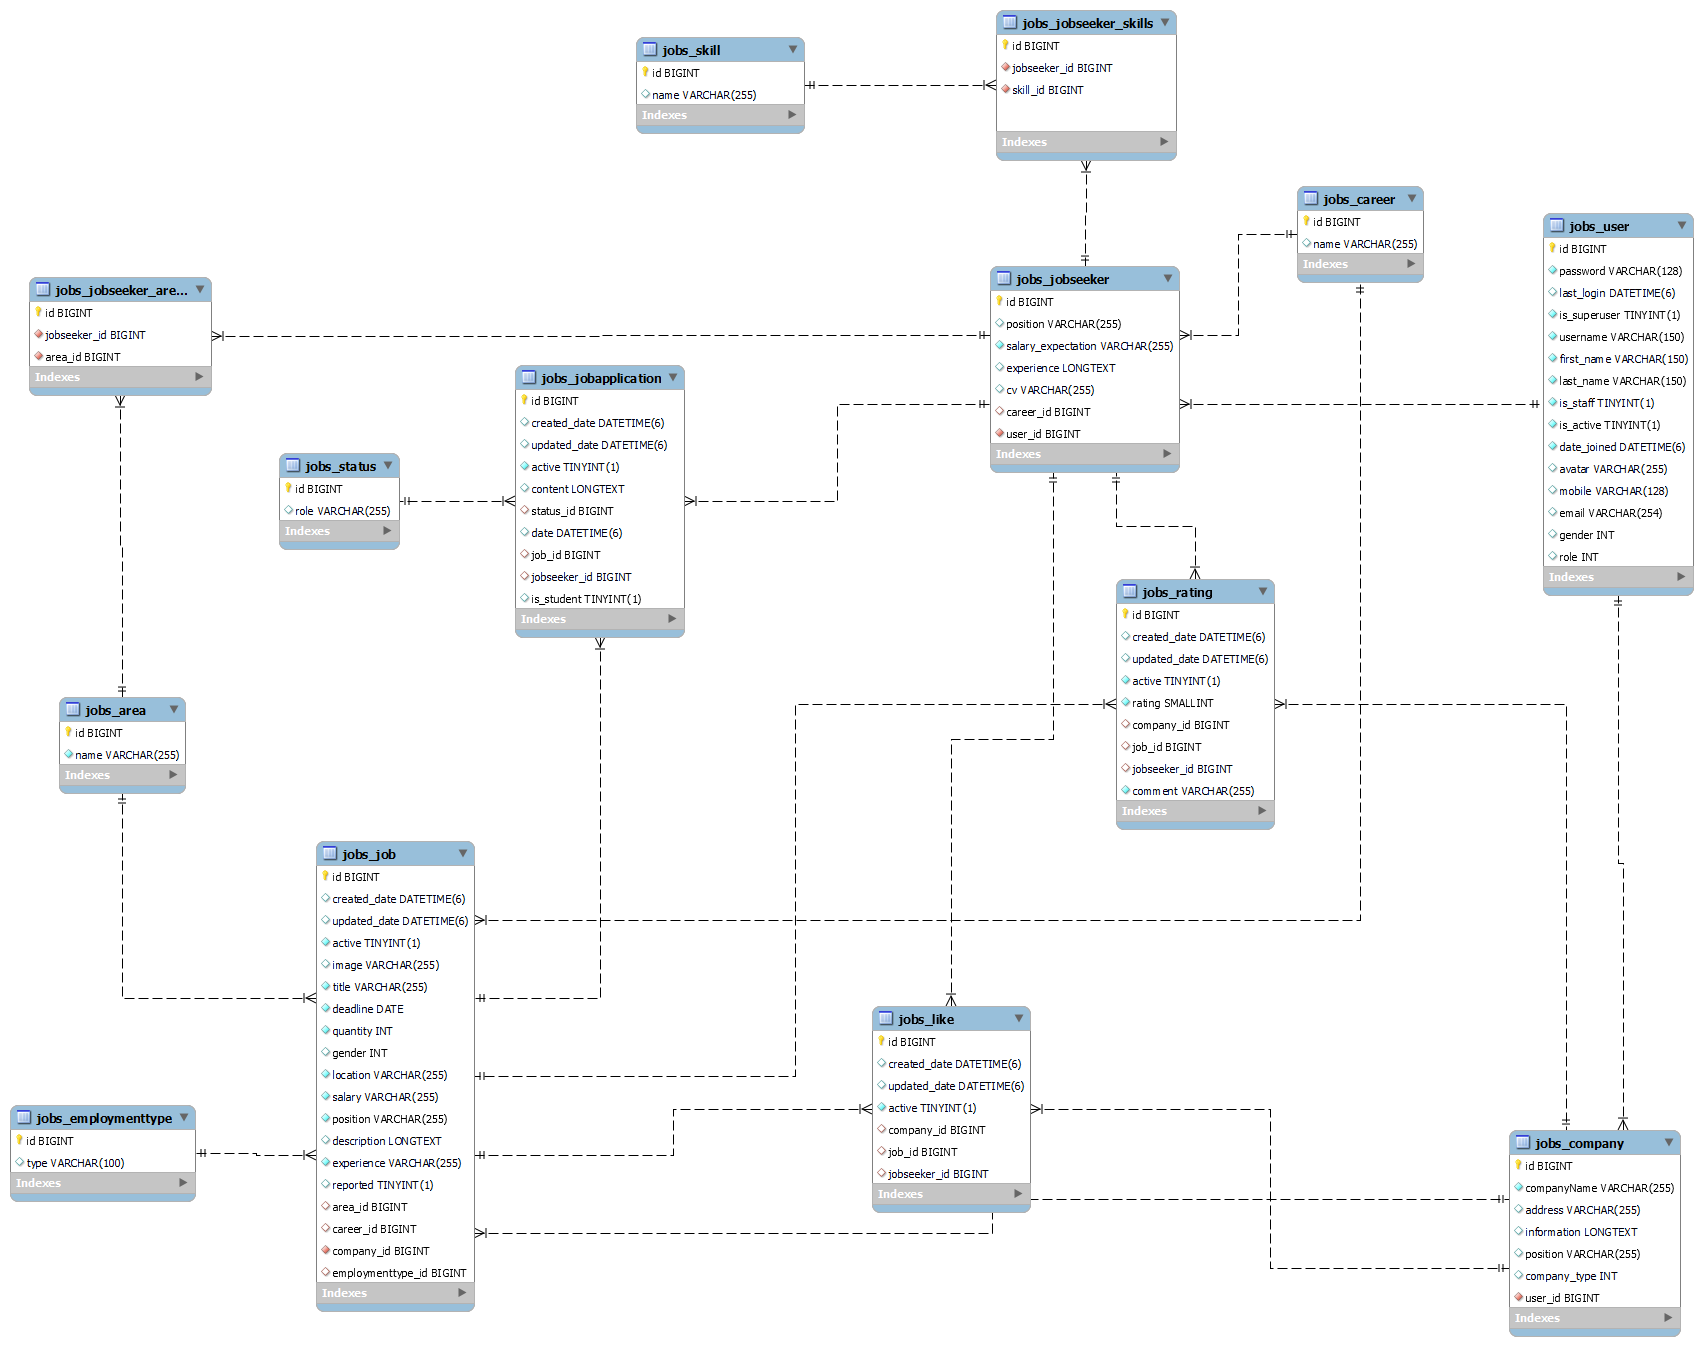 jobs_skill
id BIGINT
name VARCHAR(255)
Indexes
jobs_jobseeker_skills
id BIGINT
jobseeker_id BIGINT
skill_id BIGINT
Indexes
jobs_career
id BIGINT
name VARCHAR(255)
Indexes
jobs_user
id BIGINT
password VARCHAR(128)
last_login DATETIME(6)
is_superuser TINYINT(1)
username VARCHAR(150)
first_name VARCHAR(150)
last_name VARCHAR(150)
is_staff TINYINT(1)
is_active TINYINT(1)
date_joined DATETIME(6)
avatar VARCHAR(255)
mobile VARCHAR(128)
email VARCHAR(254)
gender INT
role INT
Indexes
jobs_jobseeker_are...
id BIGINT
jobseeker_id BIGINT
area_id BIGINT
Indexes
jobs_jobseeker
id BIGINT
position VARCHAR(255)
salary_expectation VARCHAR(255)
experience LONGTEXT
cv VARCHAR(255)
career_id BIGINT
user_id BIGINT
Indexes
jobs_jobapplication
id BIGINT
created_date DATETIME(6)
updated_date DATETIME(6)
active TINYINT(1)
content LONGTEXT
status_id BIGINT
date DATETIME(6)
job_id BIGINT
jobseeker_id BIGINT
is_student TINYINT(1)
Indexes
jobs_status
id BIGINT
role VARCHAR(255)
Indexes
jobs_rating
id BIGINT
created_date DATETIME(6)
updated_date DATETIME(6)
active TINYINT(1)
rating SMALLINT
company_id BIGINT
job_id BIGINT
jobseeker_id BIGINT
comment VARCHAR(255)
Indexes
jobs_area
id BIGINT
name VARCHAR(255)
Indexes
jobs_job
id BIGINT
created_date DATETIME(6)
updated_date DATETIME(6)
active TINYINT(1)
image VARCHAR(255)
title VARCHAR(255)
deadline DATE
quantity INT
gender INT
location VARCHAR(255)
salary VARCHAR(255)
position VARCHAR(255)
description LONGTEXT
experience VARCHAR(255)
reported TINYINT(1)
area_id BIGINT
career_id BIGINT
company_id BIGINT
employmenttype_id BIGINT
Indexes
jobs_employmenttype
id BIGINT
type VARCHAR(100)
Indexes
jobs_like
id BIGINT
created_date DATETIME(6)
updated_date DATETIME(6)
active TINYINT(1)
company_id BIGINT
job_id BIGINT
jobseeker_id BIGINT
Indexes
jobs_company
id BIGINT
companyName VARCHAR(255)
address VARCHAR(255)
information LONGTEXT
position VARCHAR(255)
company_type INT
user_id BIGINT
Indexes